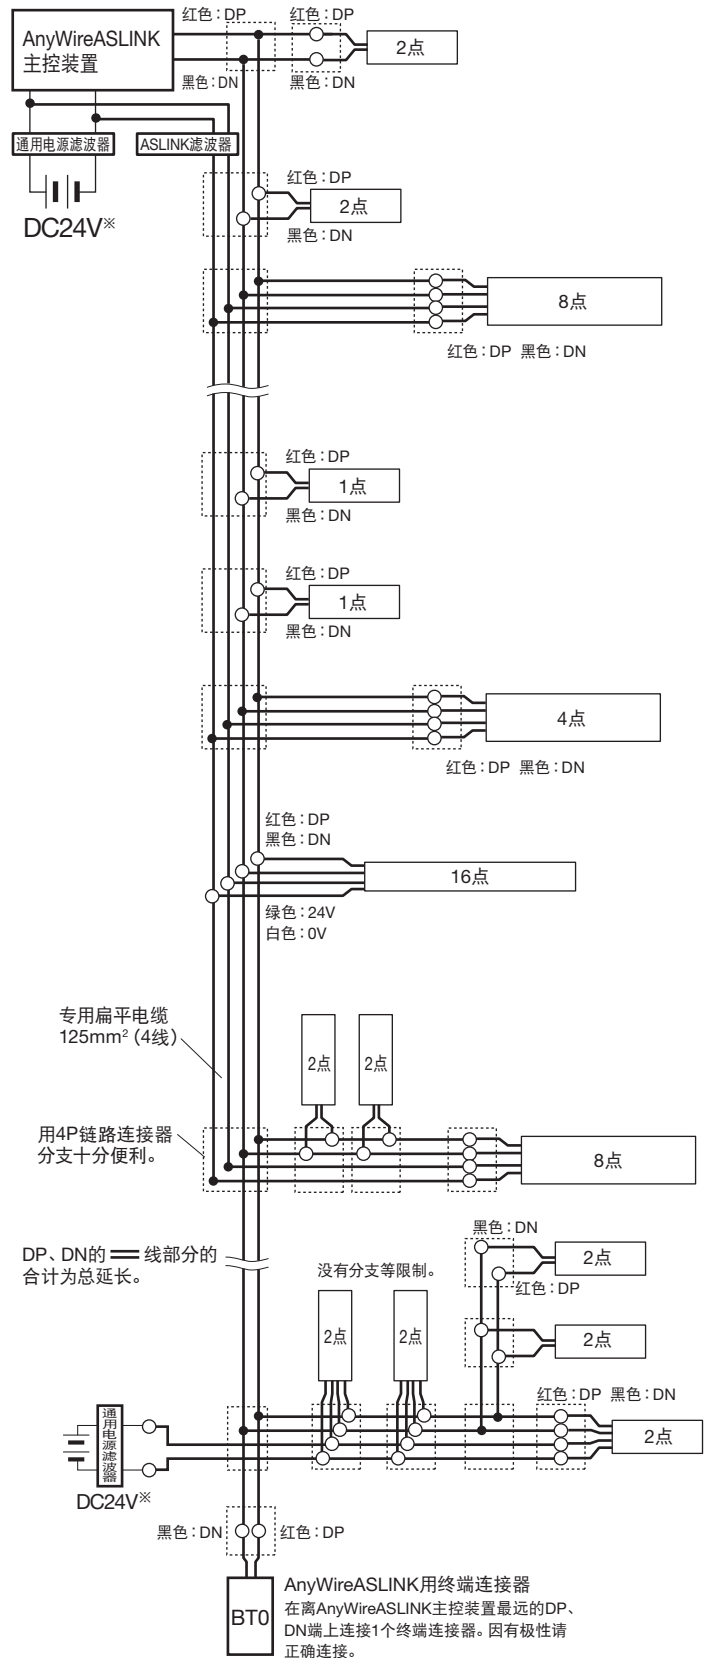 红色：DP
红色：DP
AnyWireASLINK
主控装置
2点
黑色：DN
黑色：DN
通用电源滤波器
ASLINK滤波器
DC24V※
红色：DP
2点
黑色：DN
8点
红色：DP 黑色：DN
红色：DP
1点
黑色：DN
红色：DP
1点
黑色：DN
4点
红色：DP 黑色：DN
红色：DP
黑色：DN
16点
绿色：24V
白色：0V
专用扁平电缆
125mm²（4线）
2点
2点
用4P链路连接器
分支十分便利。
8点
黑色：DN
2点
红色：DP
DP、DN的 线部分的
合计为总延长。
没有分支等限制。
2点
2点
2点
红色：DP 黑色：DN
通用电源滤波器
2点
DC24V※
黑色：DN
红色：DP
BT0
AnyWireASLINK用终端连接器
在离AnyWireASLINK主控装置最远的DP、
DN端上连接1个终端连接器。因有极性请
正确连接。